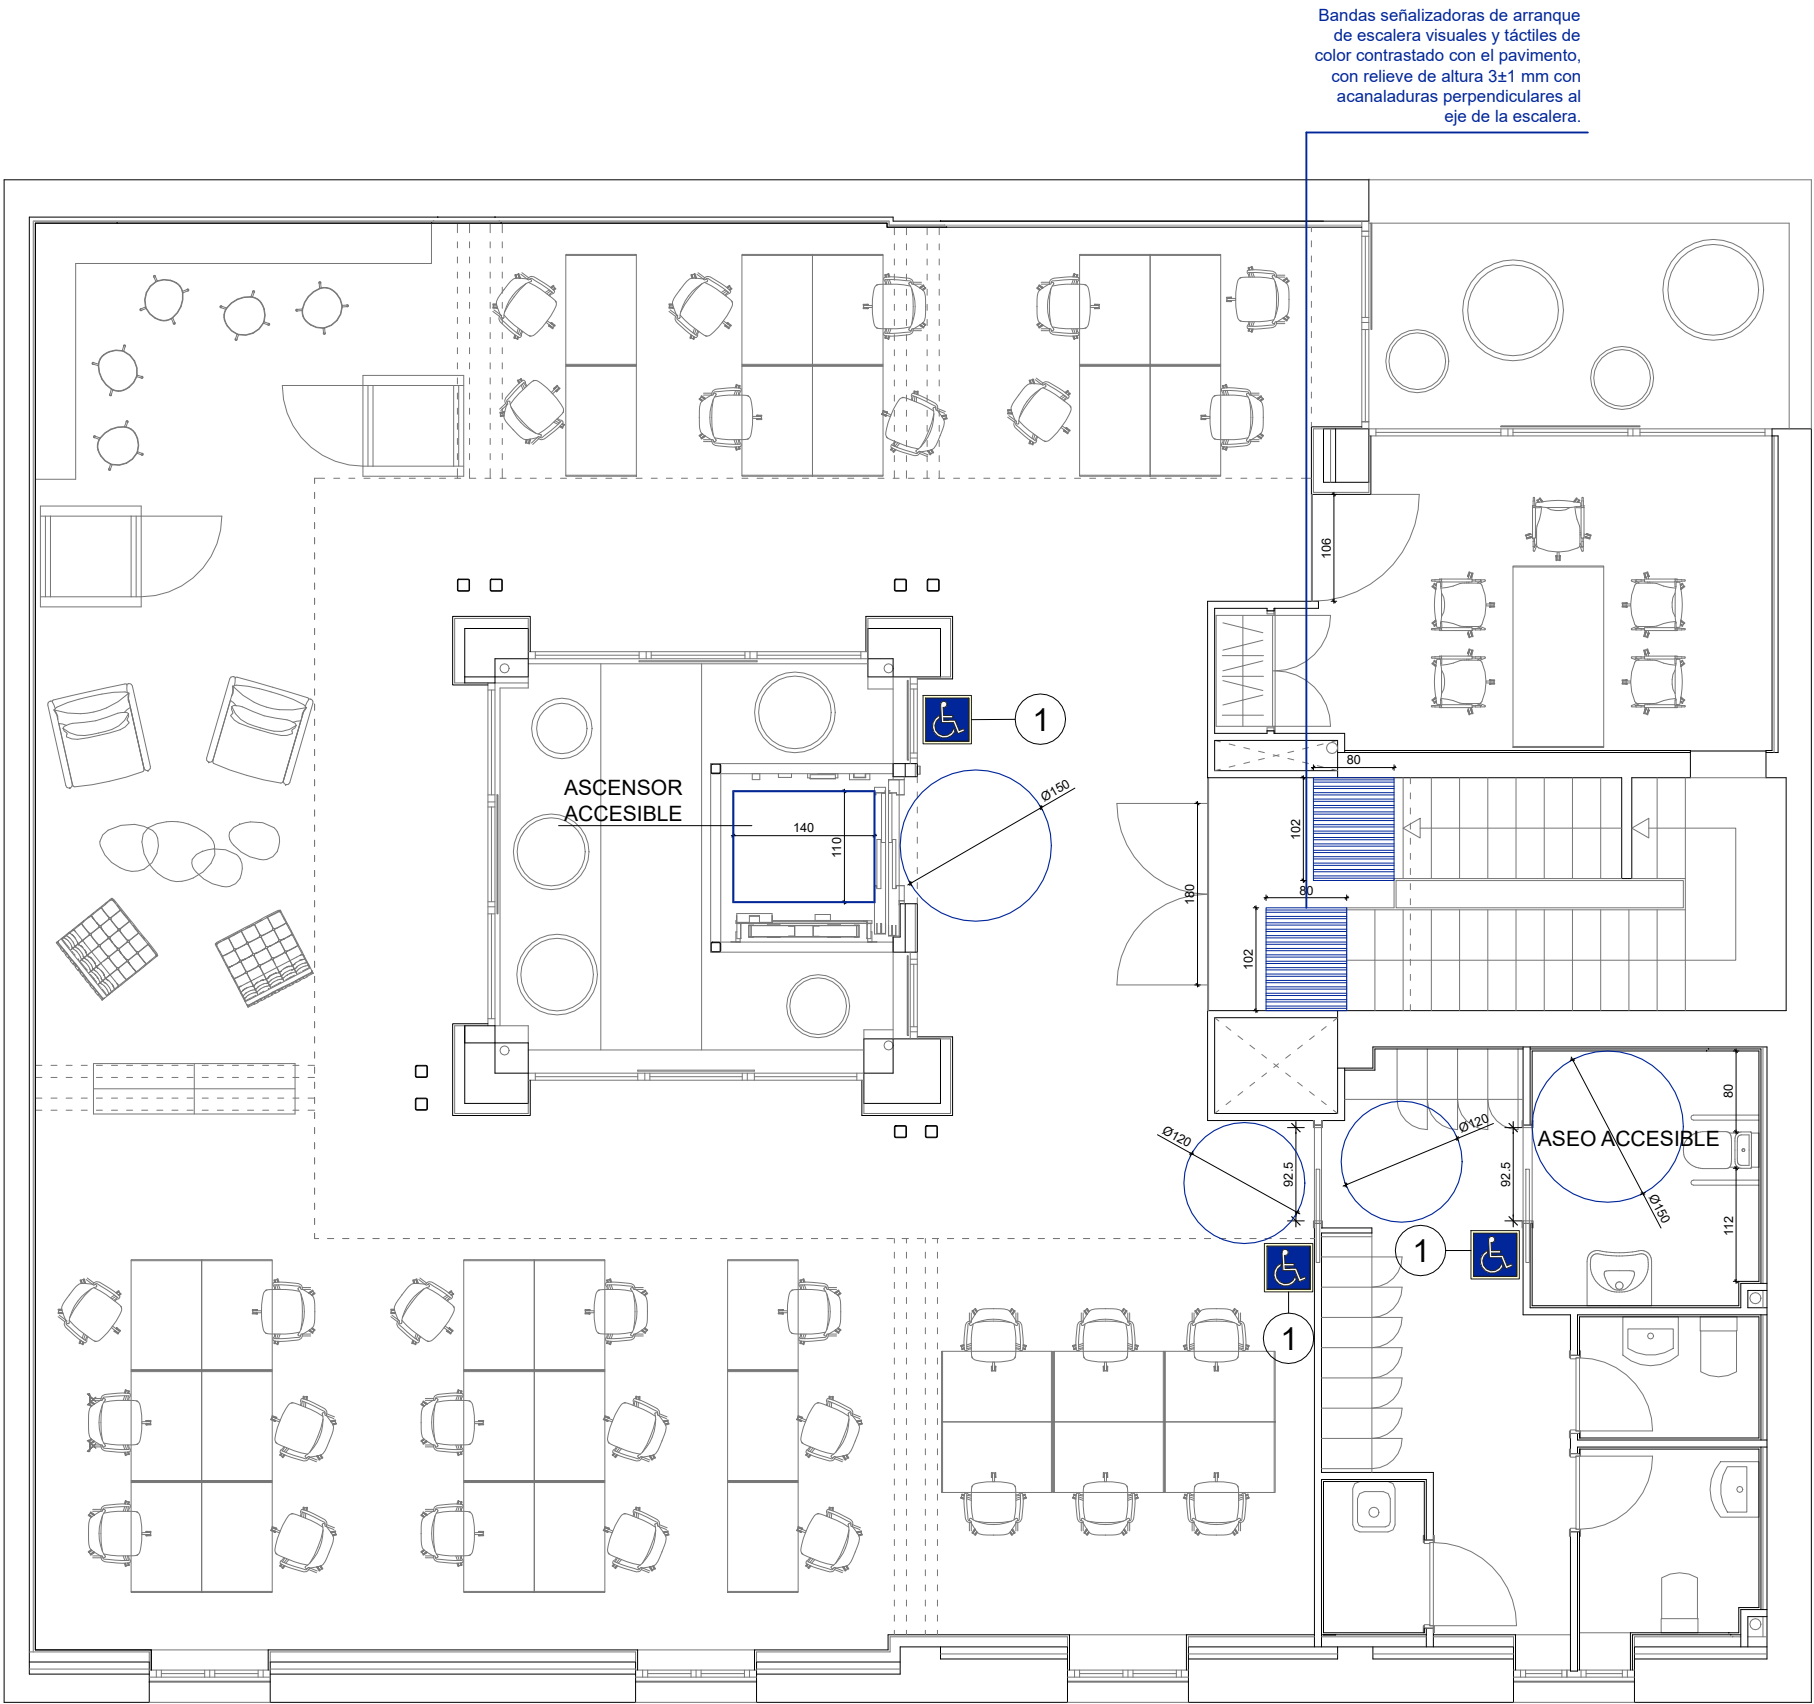 Bandas señalizadoras de arranque
de escalera visuales y táctiles de
color contrastado con el pavimento,
con relieve de altura 3±1 mm con
acanaladuras perpendiculares al
eje de la escalera.
106
1
80
ASCENSOR
ACCESIBLE
Ø150
140
110
102
180
80
102
80
Ø120
Ø120
ASEO ACCESIBLE
92.5
92.5
Ø150
112
1
1